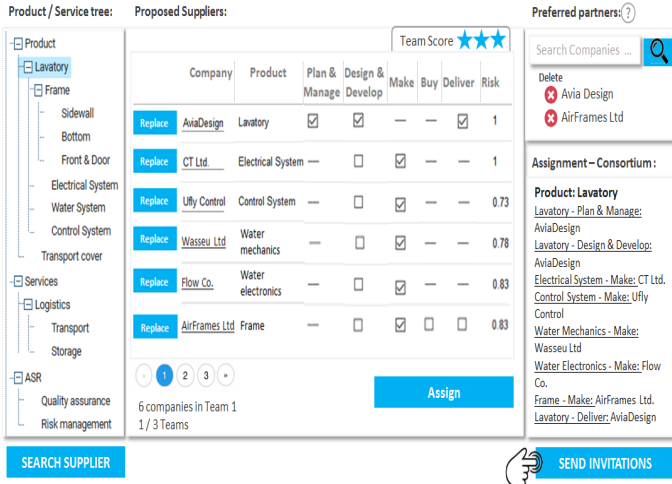 Product / Service tree:
Product
Lavatory
Frame
Sidewall
Bottom
Front & Door
Electrical System
Water System
Control System
Transport cover
Services
Logistics
Transport
Storage
ASR
Quality assurance
Risk management
SEARCH SUPPLIER
Proposed Suppliers:
Team Score
Company Product Plan & Manage Design & Develop Make Buy Deliver Risk
Replace AviaDesign Lavatory — — 1
Replace CT Ltd. Electrical System — — — 1
Replace Ufly Control Control System — — — 0.73
Replace Wasseu Ltd Water mechanics — — — 0.78
Replace Flow Co. Water electronics — — — 0.83
Replace AirFrames Ltd Frame — 0.83
- 1 2 3 »
6 companies in Team 1
1 / 3 Teams
Assign
Preferred partners: ?
Search Companies ...
Delete
Avia Design
AirFrames Ltd
Assignment – Consortium :
Product: Lavatory
Lavatory - Plan & Manage:
AviaDesign
Lavatory - Design & Develop:
AviaDesign
Electrical System - Make: CT Ltd.
Control System - Make: Ufly
Control
Water Mechanics - Make:
Wasseu Ltd
Water Electronics - Make: Flow
Co.
Frame - Make: AirFrames Ltd.
Lavatory - Deliver: AviaDesign
SEND INVITATIONS